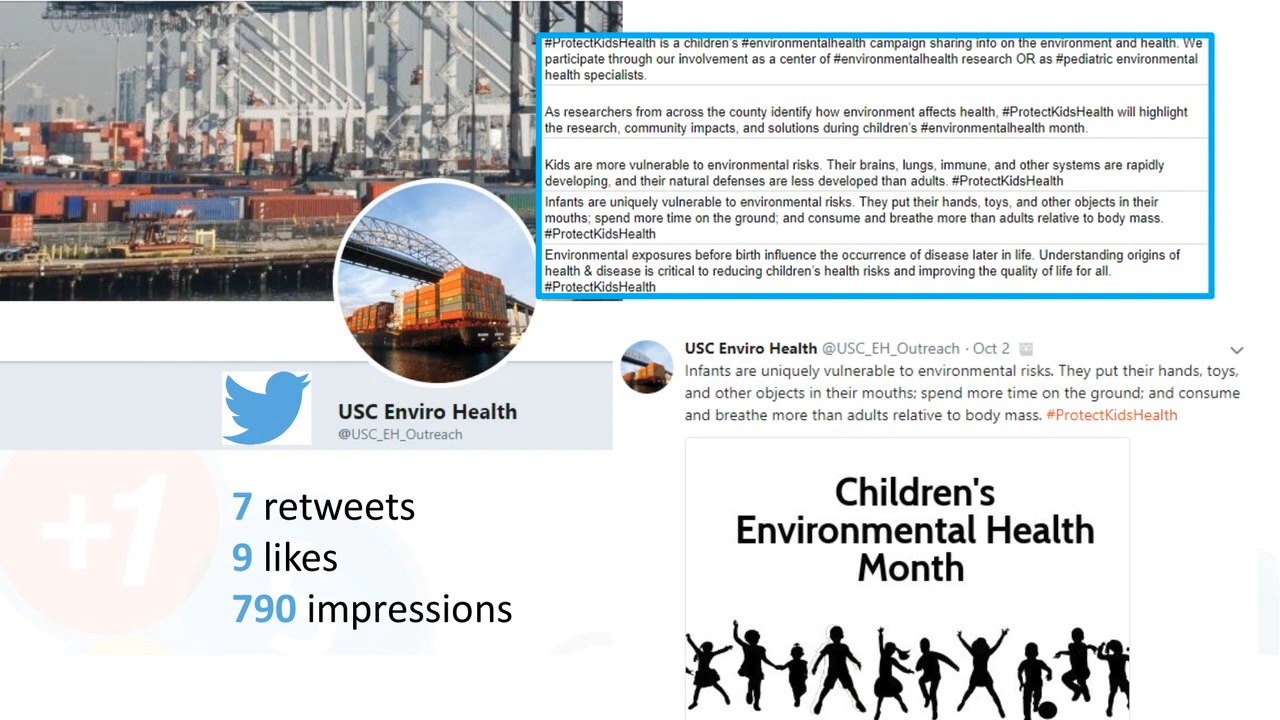 #ProtectKidsHealth is a children's #environmentalhealth campaign sharing info on the environment and health. We
participate through our involvement as a center of #environmentalhealth research OR as #pediatric environmental
health specialists.
As researchers from across the county identify how environment affects health, #ProtectKidsHealth will highlight
the research, community impacts, and solutions during children's #environmentalhealth month.
Kids are more vulnerable to environmental risks. Their brains, lungs, immune, and other systems are rapidly
developing, and their natural defenses are less developed than adults. #ProtectKidsHealth
Infants are uniquely vulnerable to environmental risks. They put their hands, toys, and other objects in their
mouths; spend more time on the ground; and consume and breathe more than adults relative to body mass.
#ProtectKidsHealth
Environmental exposures before birth influence the occurrence of disease later in life. Understanding origins of
health & disease is critical to reducing children's health risks and improving the quality of life for all.
#ProtectKidsHealth
USC Enviro Health
@USC_EH_Outreach
+1
7 retweets
9 likes
790 impressions
USC Enviro Health @USC_EH_Outreach · Oct 2
Infants are uniquely vulnerable to environmental risks. They put their hands, toys,
and other objects in their mouths; spend more time on the ground; and consume
and breathe more than adults relative to body mass. #ProtectKidsHealth
Children's
Environmental Health
Month